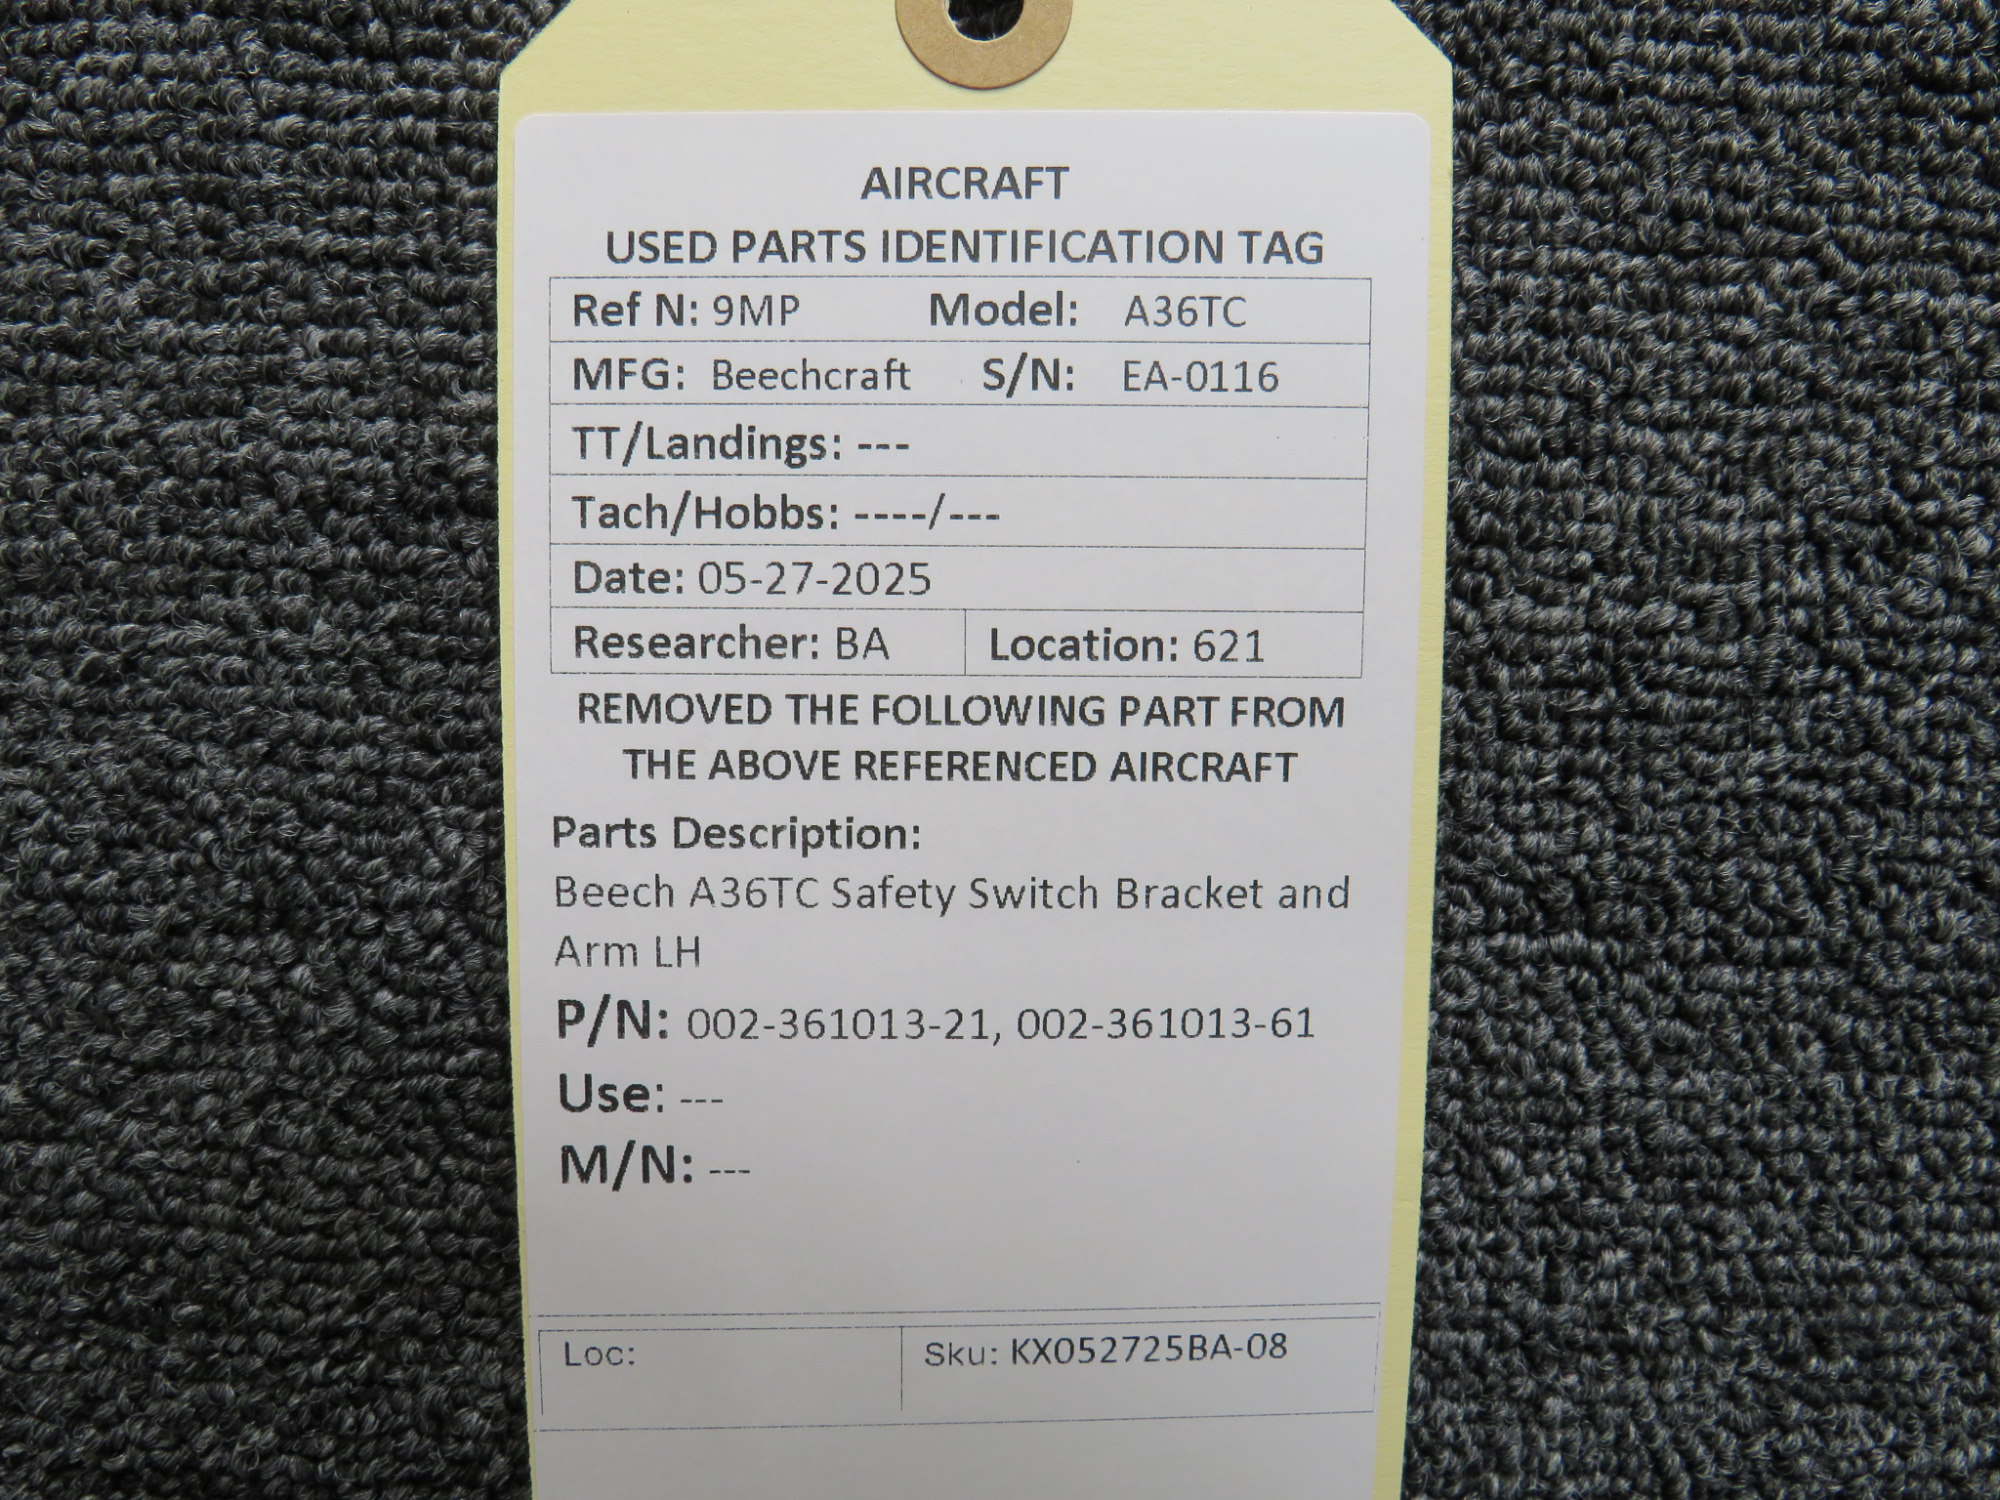 AIRCRAFT
USED PARTS IDENTIFICATION TAG
Ref N: 9MP Model: A36TC
MFG: Beechcraft S/N: EA-0116
TT/Landings: ---
Tach/Hobbs: ----/---
Date: 05-27-2025
Researcher: BA Location: 621
REMOVED THE FOLLOWING PART FROM
THE ABOVE REFERENCED AIRCRAFT
Parts Description:
Beech A36TC Safety Switch Bracket and
Arm LH
P/N: 002-361013-21, 002-361013-61
Use: ---
M/N: ---
Loc: Sku: KX052725BA-08